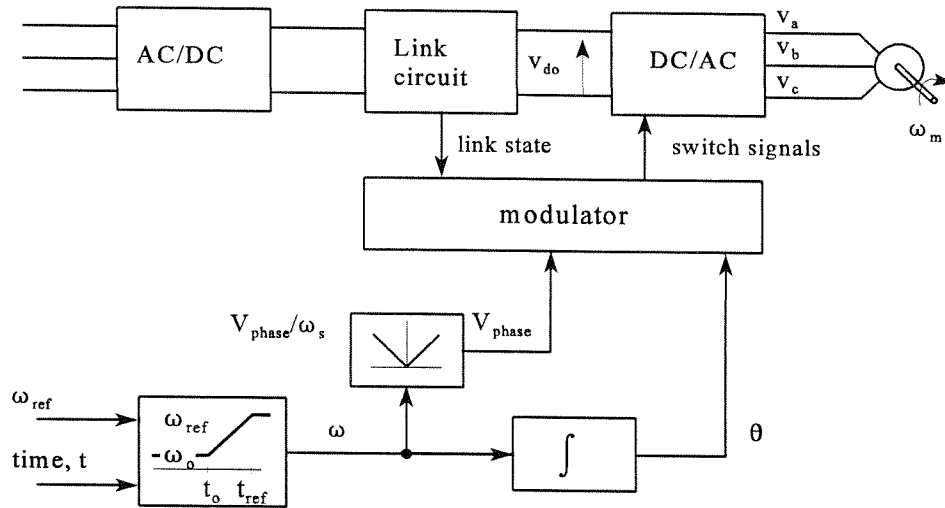 AC/DC
Link
circuit
v_do
DC/AC
v_a
v_b
v_c
ω_m
link state
switch signals
modulator
V_phase/ω_s
V_phase
ω_ref
time, t
ω_ref
ω_o
t_o t_ref
ω
∫
θ